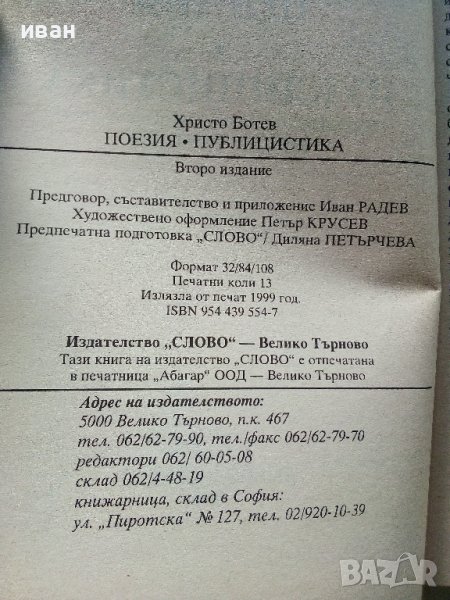 иван
Христо Ботев
ПОЕЗИЯ • ПУБЛИЦИСТИКА
Второ издание
Предговор, съставителство и приложение Иван РАДЕВ
Художествено оформление Петър КРУСЕВ
Предпечатна подготовка „СЛОВО“/ Диляна ПЕТЪРЧЕВА
Формат 32/84/108
Печатни коли 13
Излязла от печат 1999 год.
ISBN 954 439 554-7
Издателство „СЛОВО“ — Велико Търново
Тази книга на издателство „СЛОВО“ е отпечатана
в печатница „Абагар“ ООД — Велико Търново
Адрес на издателството:
5000 Велико Търново, п.к. 467
тел. 062/62-79-90, тел./факс 062/62-79-70
редактори 062/ 60-05-08
склад 062/4-48-19
книжарница, склад в София:
ул. „Пиротска“ № 127, тел. 02/920-10-39
BAZAR